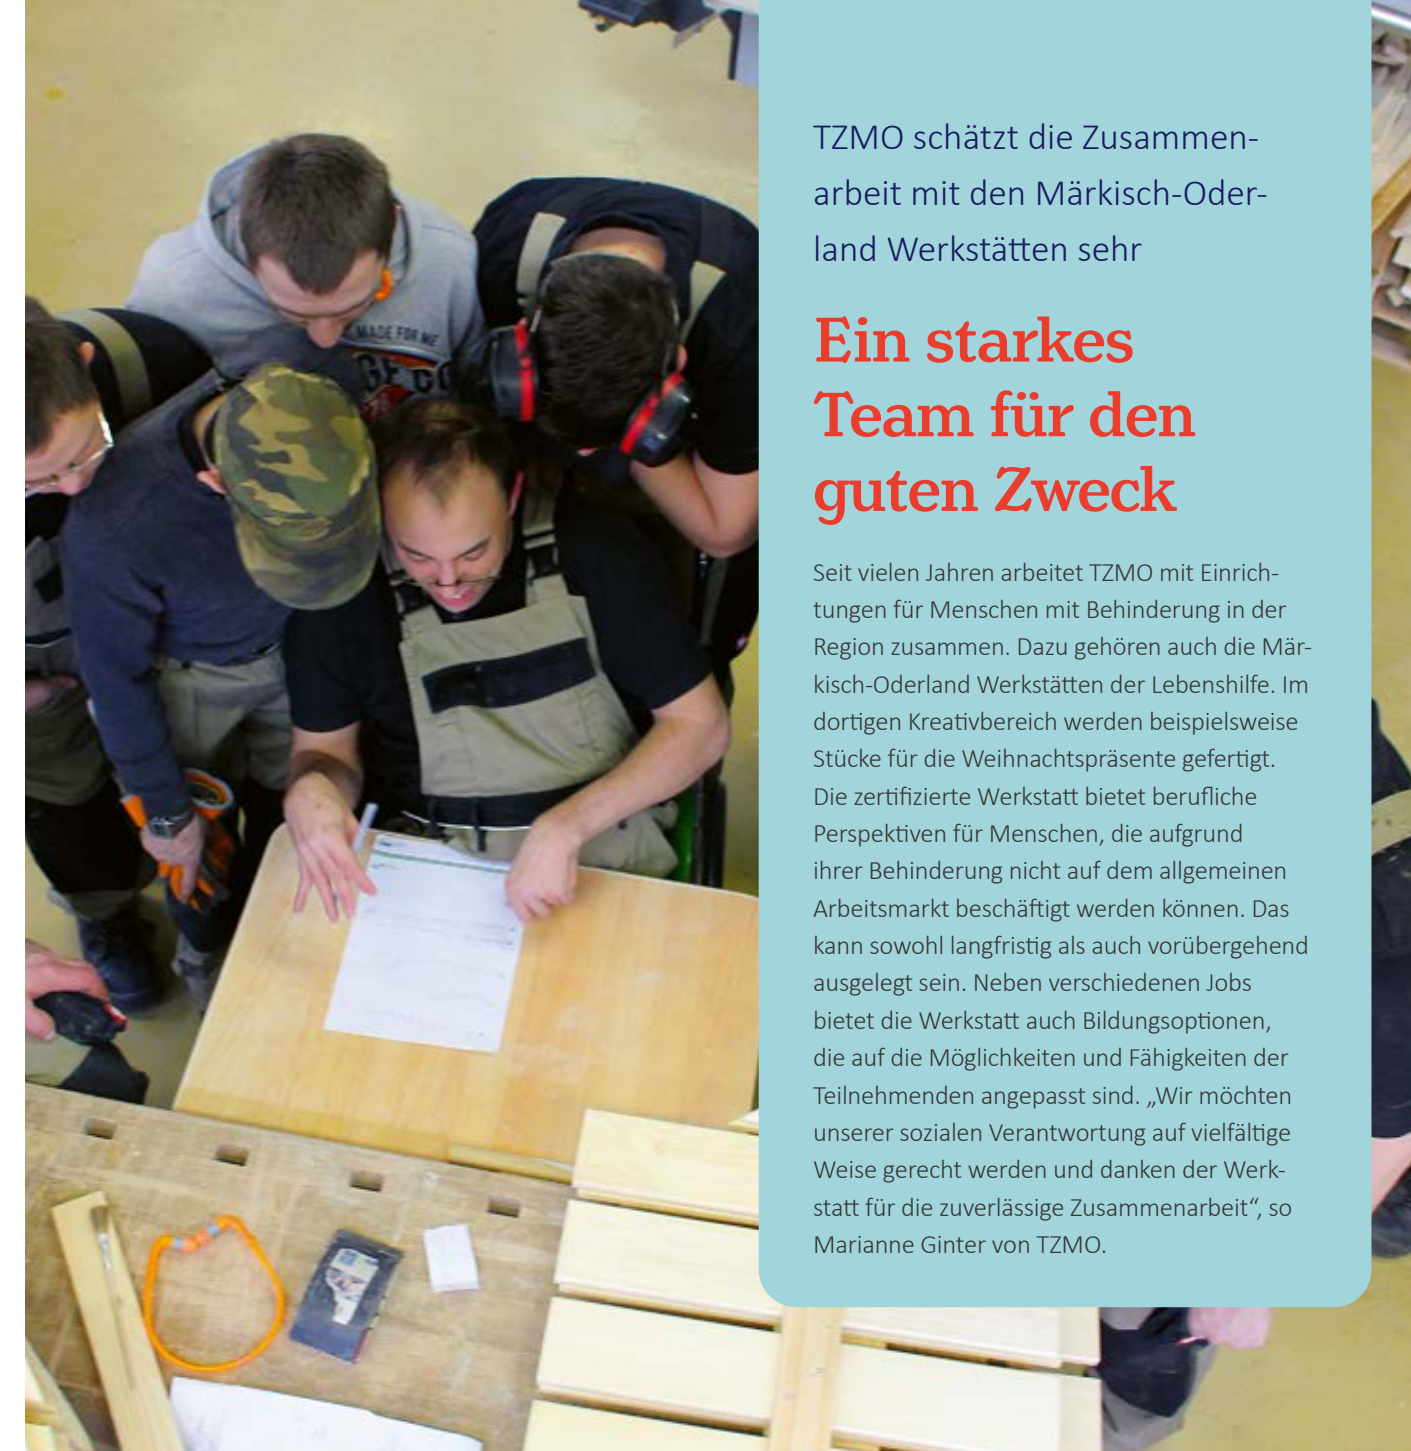 MADE FOR ME
TZMO schätzt die Zusammen-
arbeit mit den Märkisch-Oder-
land Werkstätten sehr
Ein starkes
Team für den
guten Zweck
Seit vielen Jahren arbeitet TZMO mit Einrich-
tungen für Menschen mit Behinderung in der
Region zusammen. Dazu gehören auch die Mär-
kisch-Oderland Werkstätten der Lebenshilfe. Im
dortigen Kreativbereich werden beispielsweise
Stücke für die Weihnachtspräsente gefertigt.
Die zertifizierte Werkstatt bietet berufliche
Perspektiven für Menschen, die aufgrund
ihrer Behinderung nicht auf dem allgemeinen
Arbeitsmarkt beschäftigt werden können. Das
kann sowohl langfristig als auch vorübergehend
ausgelegt sein. Neben verschiedenen Jobs
bietet die Werkstatt auch Bildungsoptionen,
die auf die Möglichkeiten und Fähigkeiten der
Teilnehmenden angepasst sind. „Wir möchten
unserer sozialen Verantwortung auf vielfältige
Weise gerecht werden und danken der Werk-
statt für die zuverlässige Zusammenarbeit“, so
Marianne Ginter von TZMO.